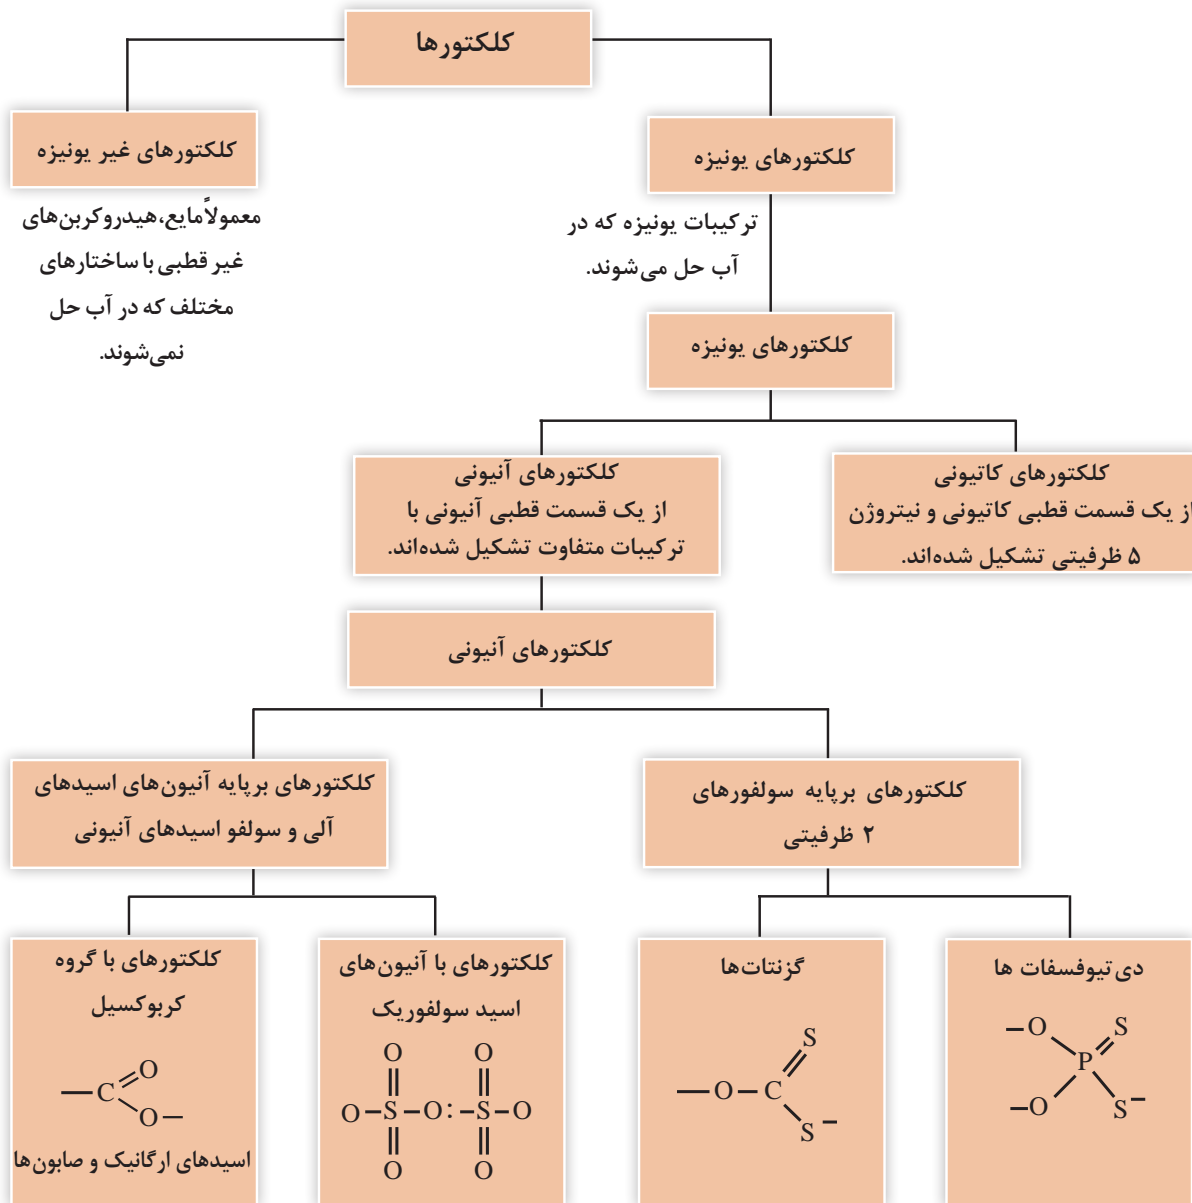 کلکتورها
کلکتورهای یونیزه
ترکیبات یونیزه که در
آب حل می‌شوند.
کلکتورهای غیر یونیزه
معمولاً مایع،هیدروکربن‌های
غیر قطبی با ساختارهای
مختلف که در آب حل
نمی‌شوند.
کلکتورهای یونیزه
کلکتورهای کاتیونی
از یک قسمت قطبی کاتیونی و نیتروژن
۵ ظرفیتی تشکیل شده‌اند.
کلکتورهای آنیونی
از یک قسمت قطبی آنیونی با
ترکیبات متفاوت تشکیل شده‌اند.
کلکتورهای آنیونی
کلکتورهای برپایه سولفورهای
۲ ظرفیتی
کلکتورهای برپایه آنیون‌های اسیدهای
آلی و سولفو اسیدهای آنیونی
دی‌تیوفسفات ها
–O S
P
–O S–
گزنتات‌ها
S
–O–C
S–
کلکتورهای با آنیون‌های
اسید سولفوریک
O O
O–S–O:–S–O
O O
کلکتورهای با گروه
کربوکسیل
–C O
O–
اسیدهای ارگانیک و صابون‌ها